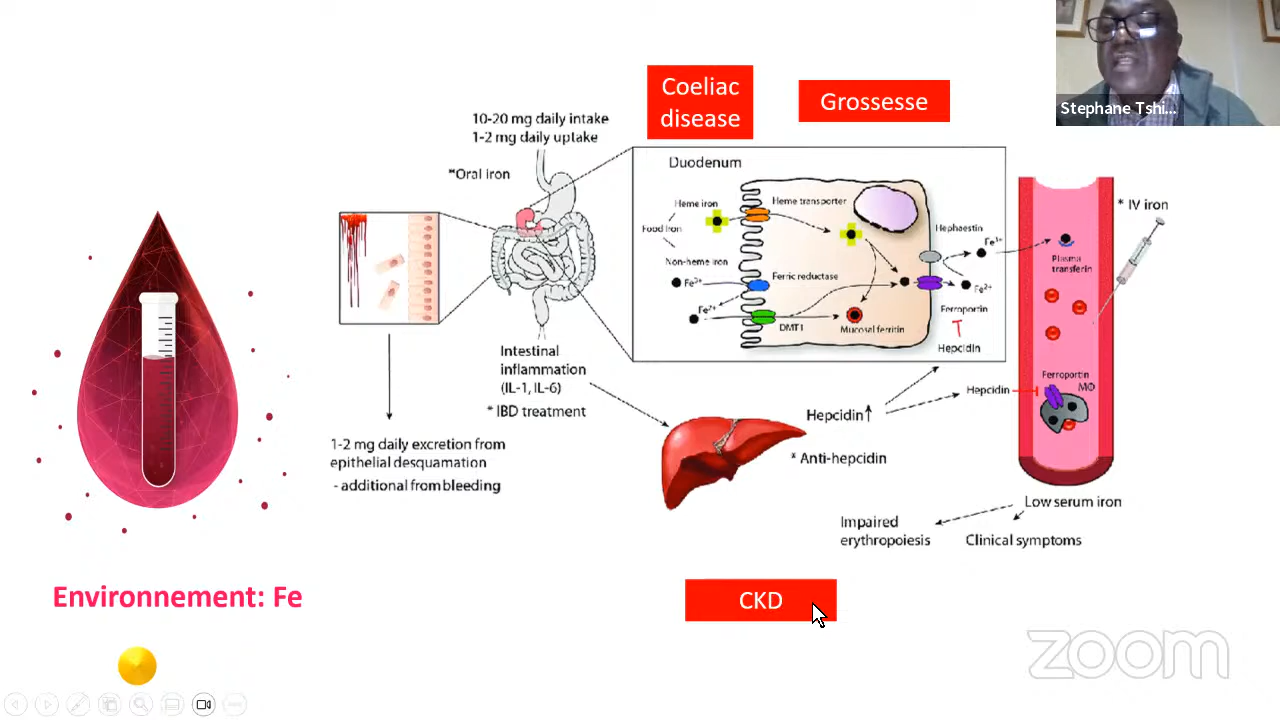 Stephane Tshi...
Coeliac
disease
Grossesse
10-20 mg daily intake
1-2 mg daily uptake
*Oral iron
Duodenum
Heme iron
Heme transporter
Food Iron
Non-heme iron
Fe³⁺
Ferric reductase
Fe²⁺
DMT1
Mucosal ferritin
Hephaestin
Fe³⁺
Fe²⁺
Ferroportin
Hepcidin
* IV iron
Plasma
transferin
Ferroportin
MΦ
Hepcidin
Intestinal
inflammation
(IL-1, IL-6)
* IBD treatment
Hepcidin
* Anti-hepcidin
1-2 mg daily excretion from
epithelial desquamation
- additional from bleeding
Low serum iron
Impaired
erythropoiesis
Clinical symptoms
Environnement: Fe
CKD
zoom